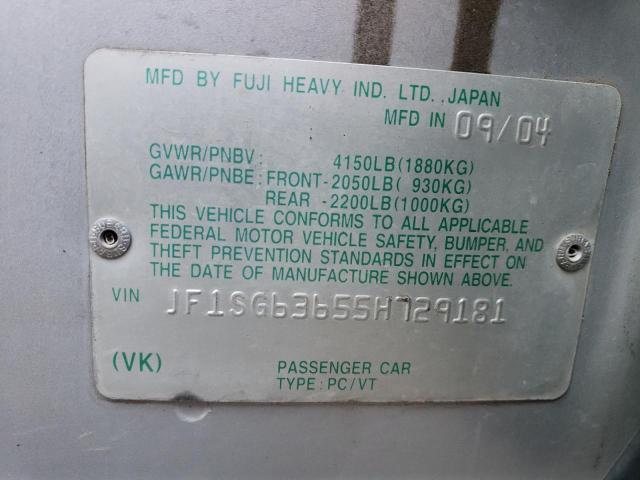 MFD BY FUJI HEAVY IND. LTD., JAPAN
MFD IN 09/04
GVWR/PNBV: 4150LB(1880KG)
GAWR/PNBE: FRONT-2050LB( 930KG)
REAR -2200LB(1000KG)
THIS VEHICLE CONFORMS TO ALL APPLICABLE
FEDERAL MOTOR VEHICLE SAFETY, BUMPER, AND
THEFT PREVENTION STANDARDS IN EFFECT ON
THE DATE OF MANUFACTURE SHOWN ABOVE.
VIN JF1SG63655H729181
(VK) PASSENGER CAR
TYPE: PC/VT